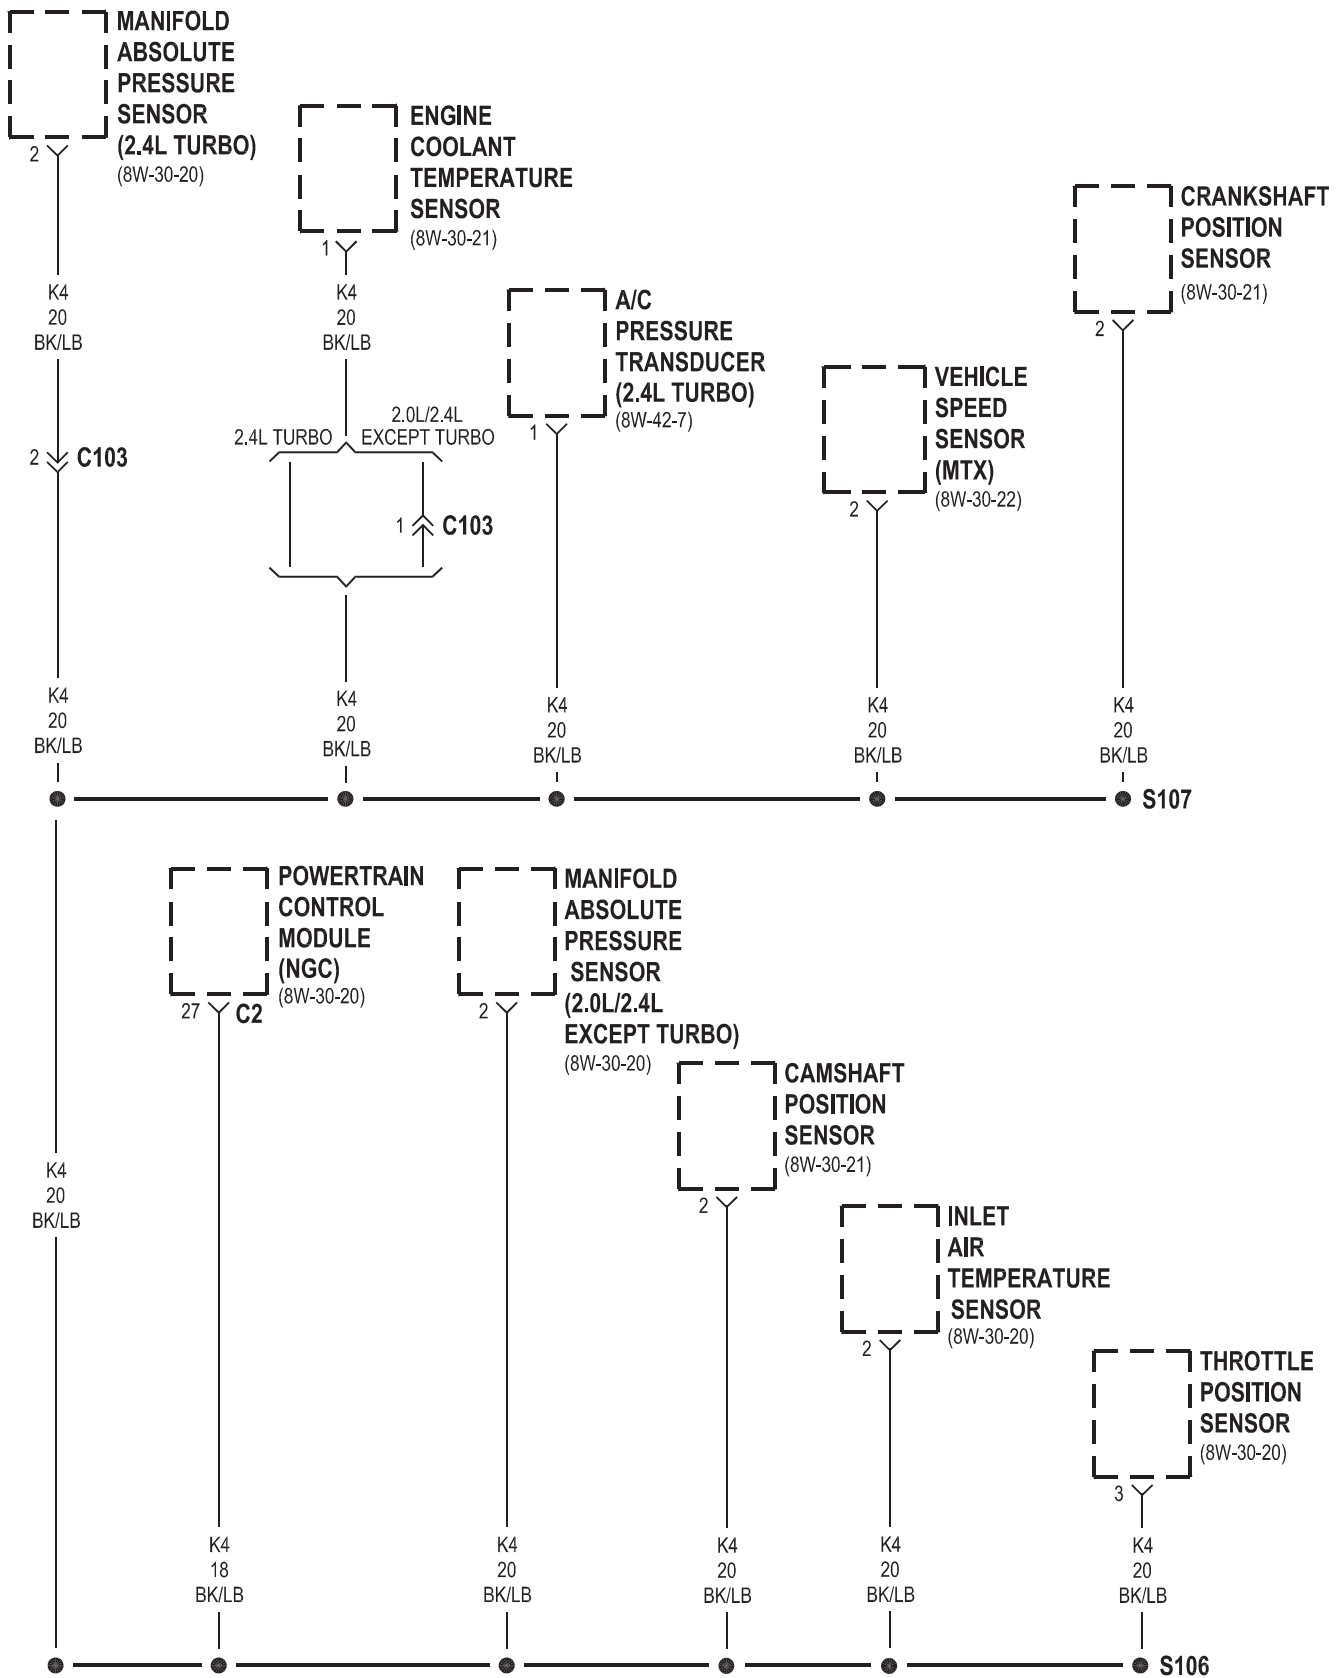 MANIFOLD
ABSOLUTE
PRESSURE
SENSOR
(2.4L TURBO)
(8W-30-20)
2
K4
20
BK/LB
2 C103
K4
20
BK/LB
ENGINE
COOLANT
TEMPERATURE
SENSOR
(8W-30-21)
1
K4
20
BK/LB
2.4L TURBO
2.0L/2.4L
EXCEPT TURBO
1 C103
K4
20
BK/LB
A/C
PRESSURE
TRANSDUCER
(2.4L TURBO)
(8W-42-7)
1
K4
20
BK/LB
VEHICLE
SPEED
SENSOR
(MTX)
(8W-30-22)
2
K4
20
BK/LB
CRANKSHAFT
POSITION
SENSOR
(8W-30-21)
2
K4
20
BK/LB
S107
K4
20
BK/LB
POWERTRAIN
CONTROL
MODULE
(NGC)
(8W-30-20)
27 C2
K4
18
BK/LB
MANIFOLD
ABSOLUTE
PRESSURE
SENSOR
(2.0L/2.4L
EXCEPT TURBO)
(8W-30-20)
2
K4
20
BK/LB
CAMSHAFT
POSITION
SENSOR
(8W-30-21)
2
K4
20
BK/LB
INLET
AIR
TEMPERATURE
SENSOR
(8W-30-20)
2
K4
20
BK/LB
THROTTLE
POSITION
SENSOR
(8W-30-20)
3
K4
20
BK/LB
S106